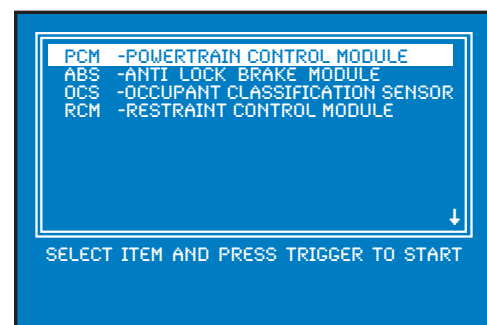 PCM -POWERTRAIN CONTROL MODULE
ABS -ANTI LOCK BRAKE MODULE
OCS -OCCUPANT CLASSIFICATION SENSOR
RCM -RESTRAINT CONTROL MODULE
SELECT ITEM AND PRESS TRIGGER TO START